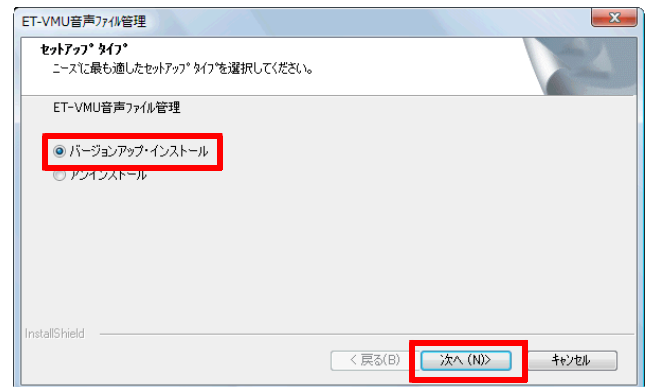 ET-VMU音声ﾌｧｲﾙ管理
ｾｯﾄｱｯﾌﾟ ﾀｲﾌﾟ
ﾆｰｽﾞに最も適したｾｯﾄｱｯﾌﾟ ﾀｲﾌﾟを選択してください。
ET-VMU音声ﾌｧｲﾙ管理
バージョンアップ・インストール
アンインストール
InstallShield
< 戻る(B)
次へ (N)>
ｷｬﾝｾﾙ